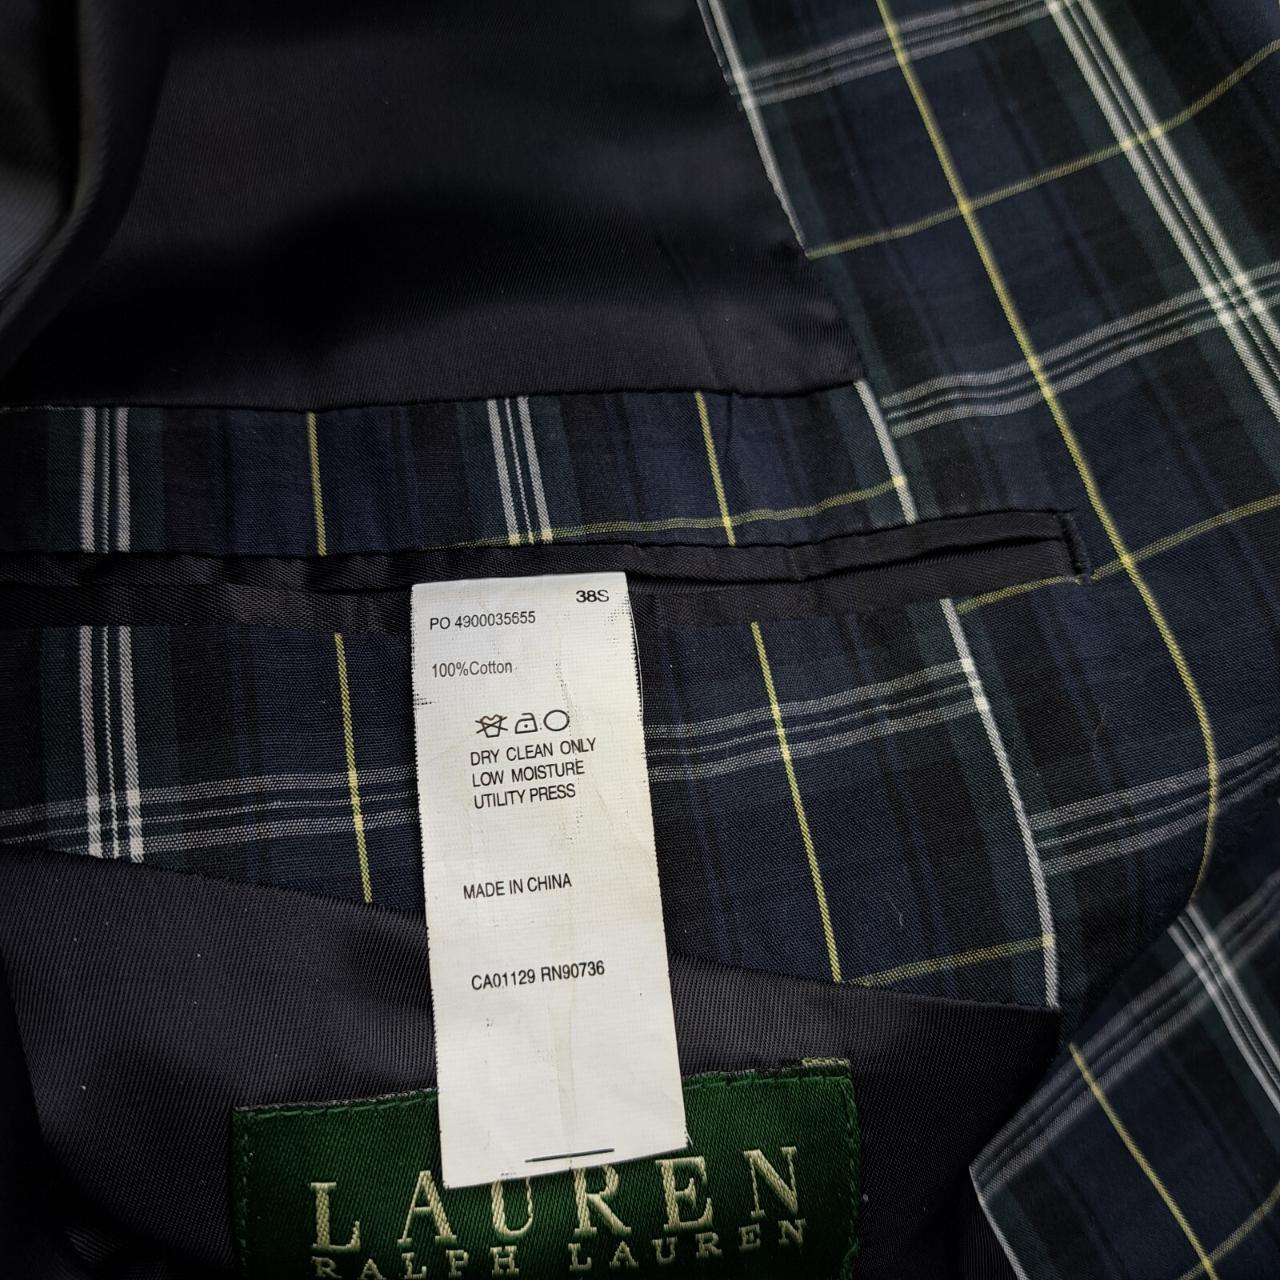 38S
PO 4900035655
100%Cotton
DRY CLEAN ONLY
LOW MOISTURE
UTILITY PRESS
MADE IN CHINA
CA01129 RN90736
LAUREN
RALPH LAUREN